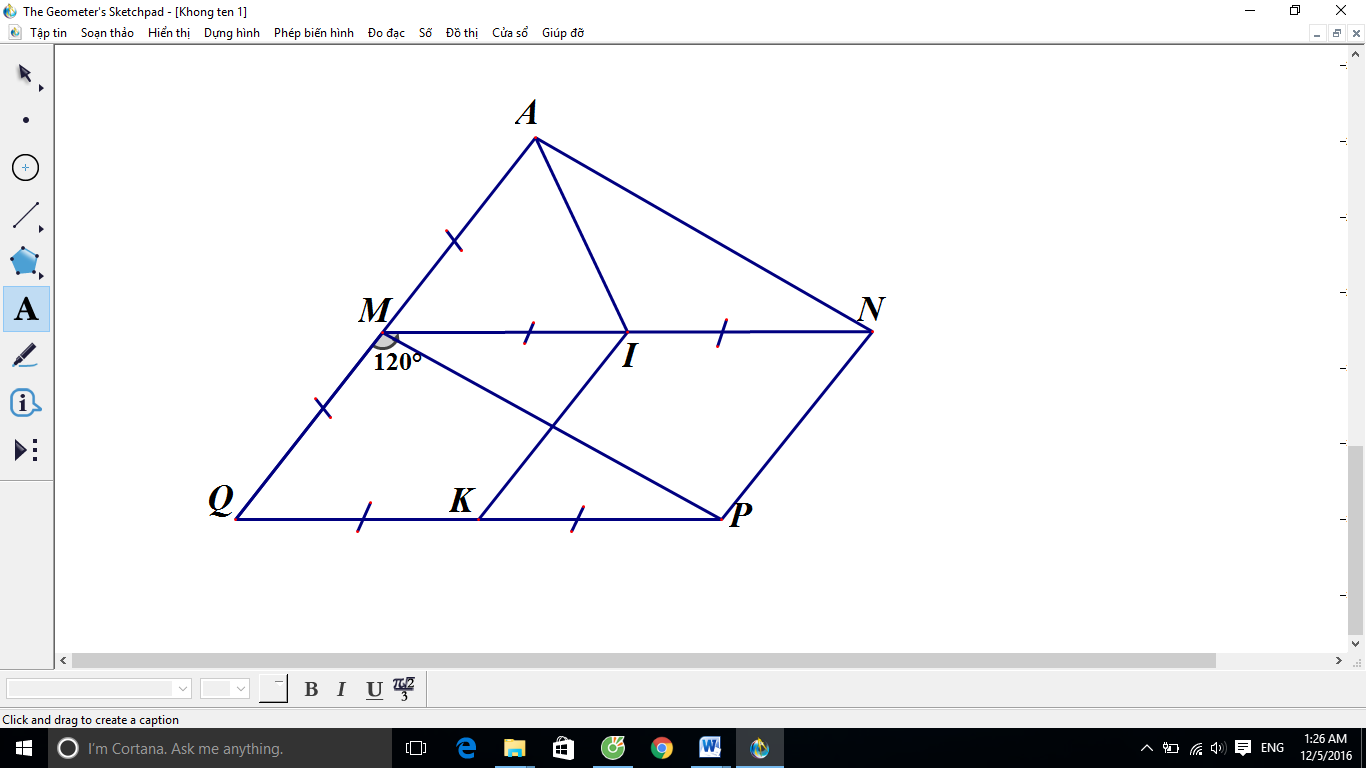 The Geometer's Sketchpad - [Khong ten 1]
Tập tin Soạn thảo Hiển thị Dựng hình Phép biến hình Đo đạc Số Đồ thị Cửa sổ Giúp đỡ
A
A
M
N
I
120°
Q
K
P
B I U
Click and drag to create a caption
I'm Cortana. Ask me anything.
ENG
1:26 AM
12/5/2016